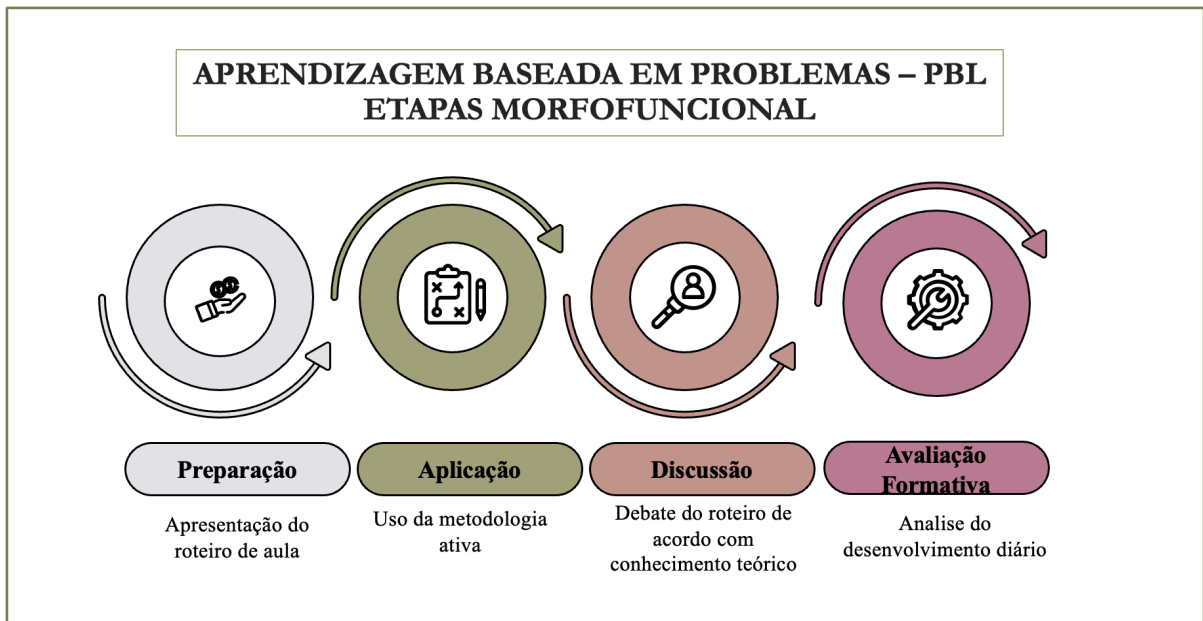 APRENDIZAGEM BASEADA EM PROBLEMAS – PBL
ETAPAS MORFOFUNCIONAL
Preparação
Apresentação do
roteiro de aula
Aplicação
Uso da metodologia
ativa
Discussão
Debate do roteiro de
acordo com
conhecimento teórico
Avaliação
Formativa
Analise do
desenvolvimento diário